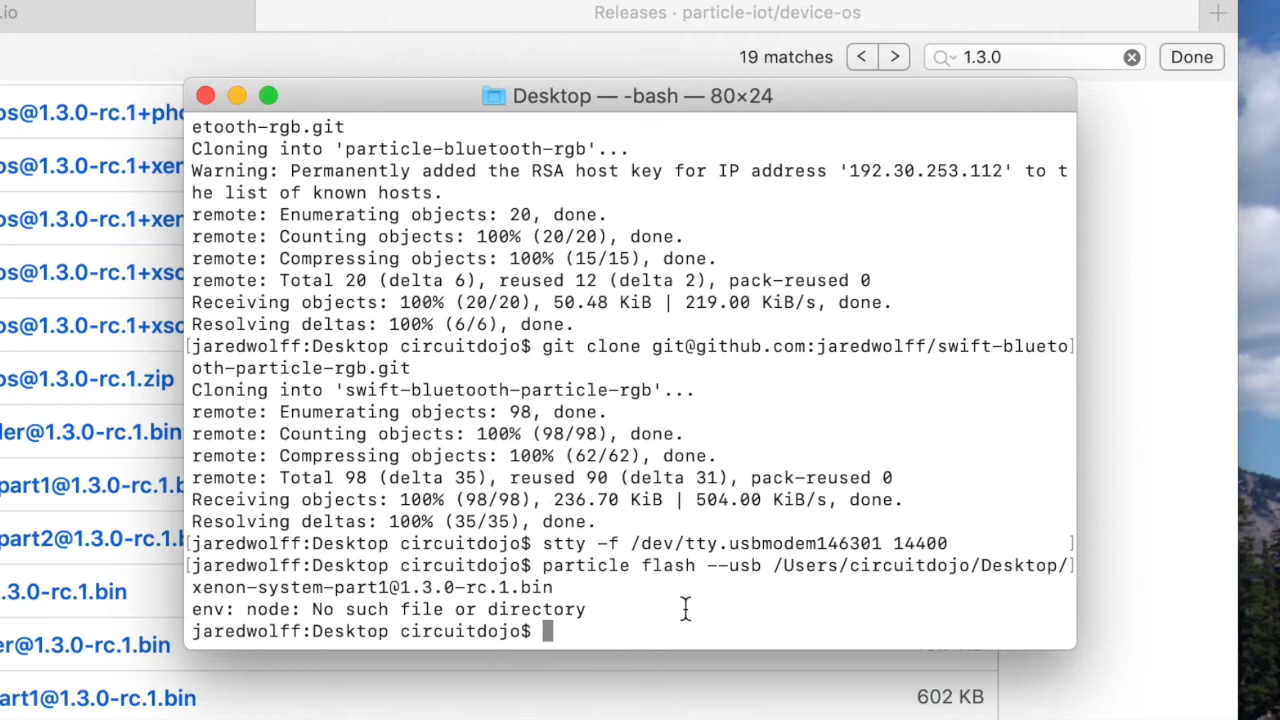 .io
Releases · particle-iot/device-os
19 matches
1.3.0
Done
Desktop — -bash — 80×24
os@1.3.0-rc.1+pho
os@1.3.0-rc.1+xer
os@1.3.0-rc.1+xer
os@1.3.0-rc.1+xso
os@1.3.0-rc.1+xso
os@1.3.0-rc.1.zip
der@1.3.0-rc.1.bin
part1@1.3.0-rc.1.b
part2@1.3.0-rc.1.b
.3.0-rc.1.bin
er@1.3.0-rc.1.bin
art1@1.3.0-rc.1.bin
602 KB
etooth-rgb.git
Cloning into 'particle-bluetooth-rgb'...
Warning: Permanently added the RSA host key for IP address '192.30.253.112' to t
he list of known hosts.
remote: Enumerating objects: 20, done.
remote: Counting objects: 100% (20/20), done.
remote: Compressing objects: 100% (15/15), done.
remote: Total 20 (delta 6), reused 12 (delta 2), pack-reused 0
Receiving objects: 100% (20/20), 50.48 KiB | 219.00 KiB/s, done.
Resolving deltas: 100% (6/6), done.
[jaredwolff:Desktop circuitdojo$ git clone git@github.com:jaredwolff/swift-blueto]
oth-particle-rgb.git
Cloning into 'swift-bluetooth-particle-rgb'...
remote: Enumerating objects: 98, done.
remote: Counting objects: 100% (98/98), done.
remote: Compressing objects: 100% (62/62), done.
remote: Total 98 (delta 35), reused 90 (delta 31), pack-reused 0
Receiving objects: 100% (98/98), 236.70 KiB | 504.00 KiB/s, done.
Resolving deltas: 100% (35/35), done.
[jaredwolff:Desktop circuitdojo$ stty -f /dev/tty.usbmodem146301 14400 ]
[jaredwolff:Desktop circuitdojo$ particle flash --usb /Users/circuitdojo/Desktop/]
xenon-system-part1@1.3.0-rc.1.bin
env: node: No such file or directory
jaredwolff:Desktop circuitdojo$